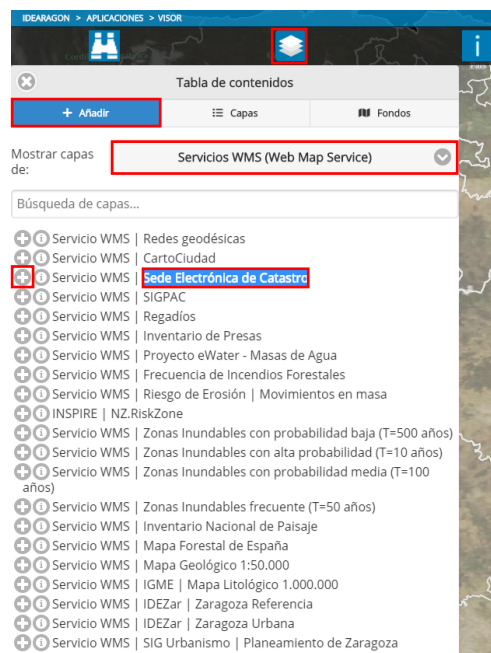 IDEARAGON > APLICACIONES > VISOR
i
Tabla de contenidos
+ Añadir
Capas
Fondos
Mostrar capas de:
Servicios WMS (Web Map Service)
Búsqueda de capas...
Servicio WMS | Redes geodésicas
Servicio WMS | CartoCiudad
Servicio WMS | Sede Electrónica de Catastro
Servicio WMS | SIGPAC
Servicio WMS | Regadíos
Servicio WMS | Inventario de Presas
Servicio WMS | Proyecto eWater - Masas de Agua
Servicio WMS | Frecuencia de Incendios Forestales
Servicio WMS | Riesgo de Erosión | Movimientos en masa
INSPIRE | NZ.RiskZone
Servicio WMS | Zonas Inundables con probabilidad baja (T=500 años)
Servicio WMS | Zonas Inundables con alta probabilidad (T=10 años)
Servicio WMS | Zonas Inundables con probabilidad media (T=100
años)
Servicio WMS | Zonas Inundables frecuente (T=50 años)
Servicio WMS | Inventario Nacional de Paisaje
Servicio WMS | Mapa Forestal de España
Servicio WMS | Mapa Geológico 1:50.000
Servicio WMS | IGME | Mapa Litológico 1.000.000
Servicio WMS | IDEZar | Zaragoza Referencia
Servicio WMS | IDEZar | Zaragoza Urbana
Servicio WMS | SIG Urbanismo | Planeamiento de Zaragoza